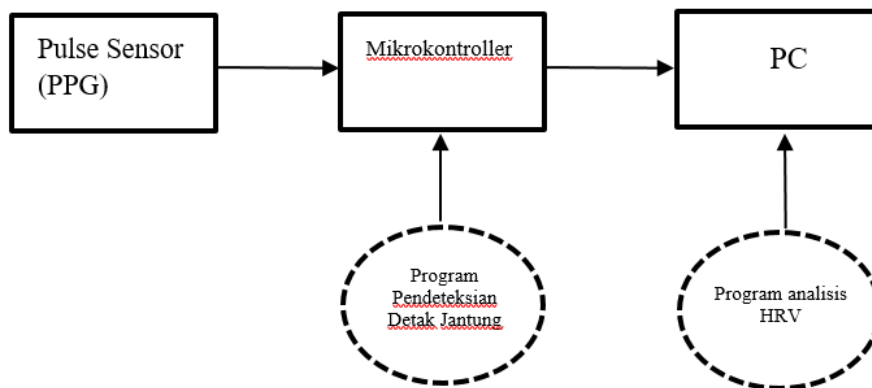 Pulse Sensor
(PPG)
Mikrokontroller
PC
Program
Pendeteksian
Detak Jantung
Program analisis
HRV